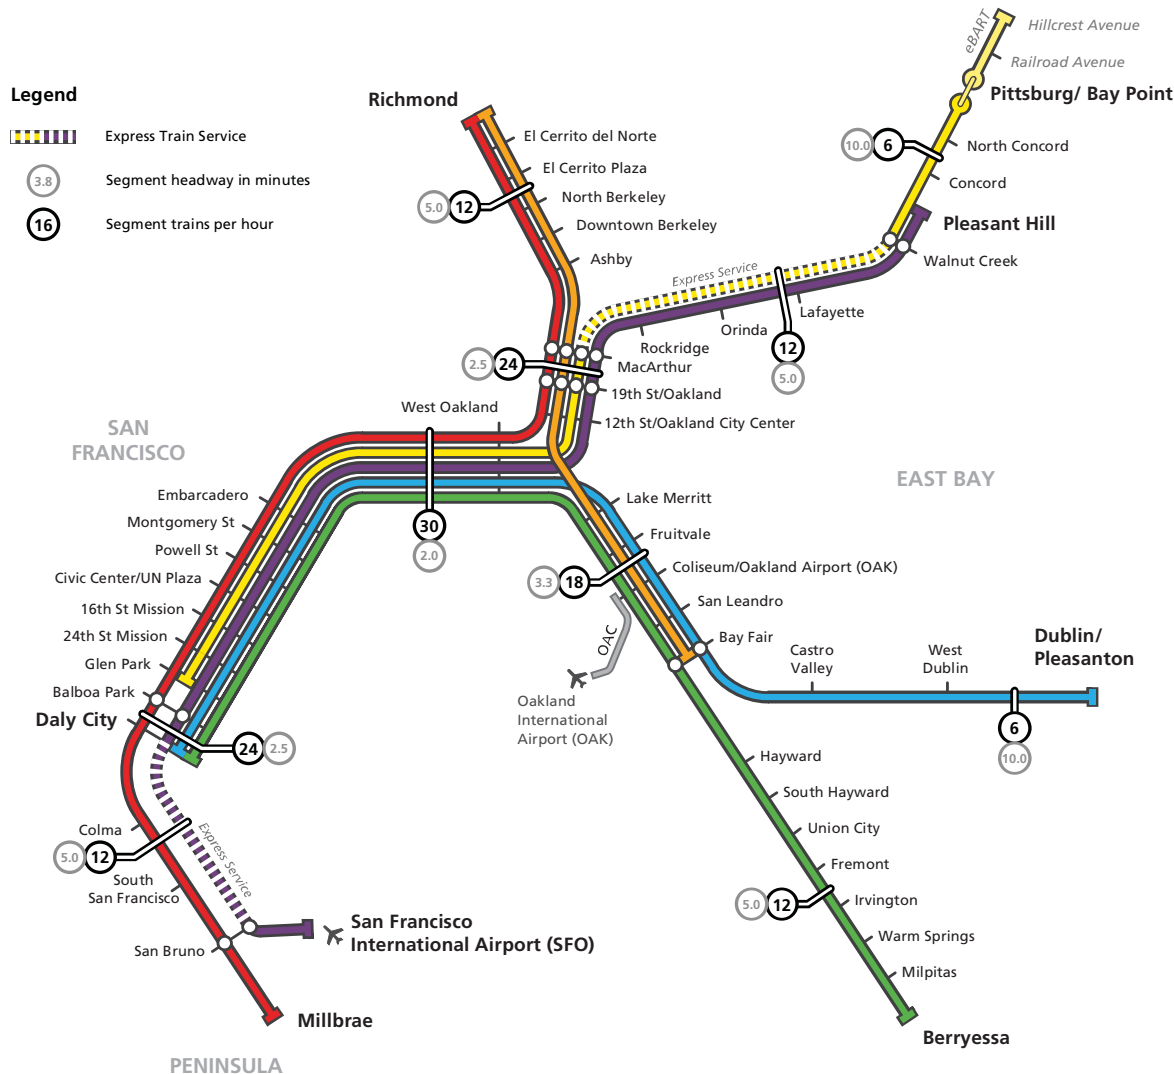 Legend
Express Train Service
3.8
Segment headway in minutes
16
Segment trains per hour
Richmond
El Cerrito del Norte
El Cerrito Plaza
5.0
12
North Berkeley
Downtown Berkeley
Ashby
eBART
Hillcrest Avenue
Railroad Avenue
Pittsburg/ Bay Point
10.0
6
North Concord
Concord
Pleasant Hill
Walnut Creek
Express Service
Lafayette
Orinda
Rockridge
12
5.0
MacArthur
2.5
24
19th St/Oakland
12th St/Oakland City Center
West Oakland
SAN
FRANCISCO
EAST BAY
30
2.0
Embarcadero
Montgomery St
Powell St
Civic Center/UN Plaza
16th St Mission
24th St Mission
Glen Park
Balboa Park
Daly City
24
2.5
Lake Merritt
Fruitvale
Coliseum/Oakland Airport (OAK)
3.3
18
San Leandro
Bay Fair
OAC
Oakland
International
Airport (OAK)
Castro
Valley
West
Dublin
Dublin/
Pleasanton
6
10.0
Hayward
South Hayward
Union City
Fremont
5.0
12
Irvington
Warm Springs
Milpitas
Berryessa
Colma
5.0
12
Express Service
South
San Francisco
San Bruno
San Francisco
International Airport (SFO)
Millbrae
PENINSULA